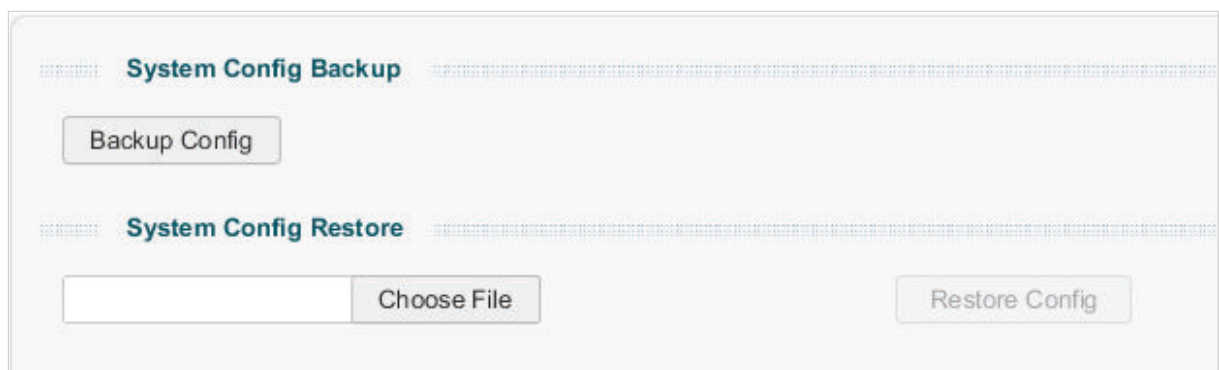 System Config Backup
Backup Config
System Config Restore
Choose File Restore Config